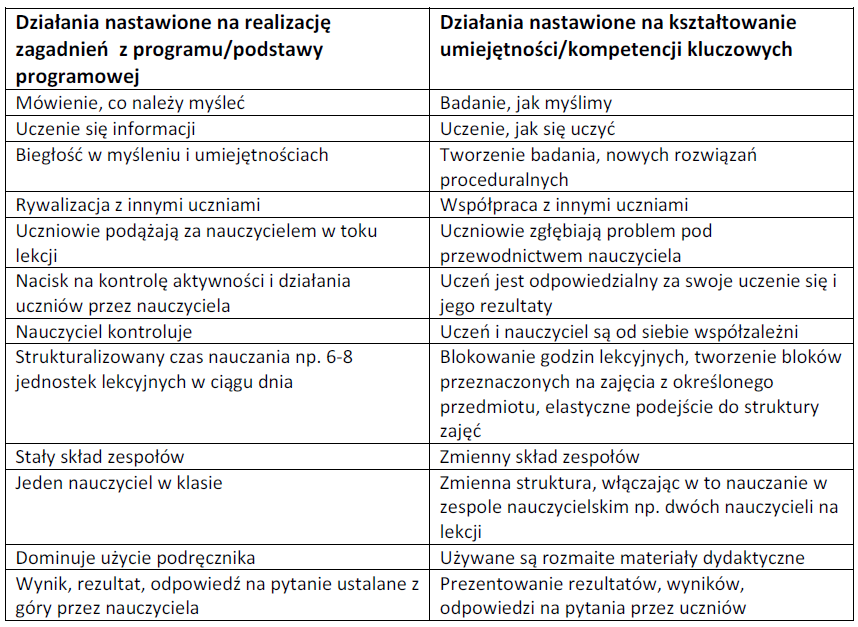 Działania nastawione na realizację
zagadnień z programu/podstawy
programowej
Działania nastawione na kształtowanie
umiejętności/kompetencji kluczowych
Mówienie, co należy myśleć
Badanie, jak myślimy
Uczenie się informacji
Uczenie, jak się uczyć
Biegłość w myśleniu i umiejętnościach
Tworzenie badania, nowych rozwiązań
proceduralnych
Rywalizacja z innymi uczniami
Współpraca z innymi uczniami
Uczniowie podążają za nauczycielem w toku
lekcji
Uczniowie zgłębiają problem pod
przewodnictwem nauczyciela
Nacisk na kontrolę aktywności i działania
uczniów przez nauczyciela
Uczeń jest odpowiedzialny za swoje uczenie się i
jego rezultaty
Nauczyciel kontroluje
Uczeń i nauczyciel są od siebie współzależni
Strukturalizowany czas nauczania np. 6-8
jednostek lekcyjnych w ciągu dnia
Blokowanie godzin lekcyjnych, tworzenie bloków
przeznaczonych na zajęcia z określonego
przedmiotu, elastyczne podejście do struktury
zajęć
Stały skład zespołów
Zmienny skład zespołów
Jeden nauczyciel w klasie
Zmienna struktura, włączając w to nauczanie w
zespole nauczycielskim np. dwóch nauczycieli na
lekcji
Dominuje użycie podręcznika
Używane są rozmaite materiały dydaktyczne
Wynik, rezultat, odpowiedź na pytanie ustalane z
góry przez nauczyciela
Prezentowanie rezultatów, wyników,
odpowiedzi na pytania przez uczniów